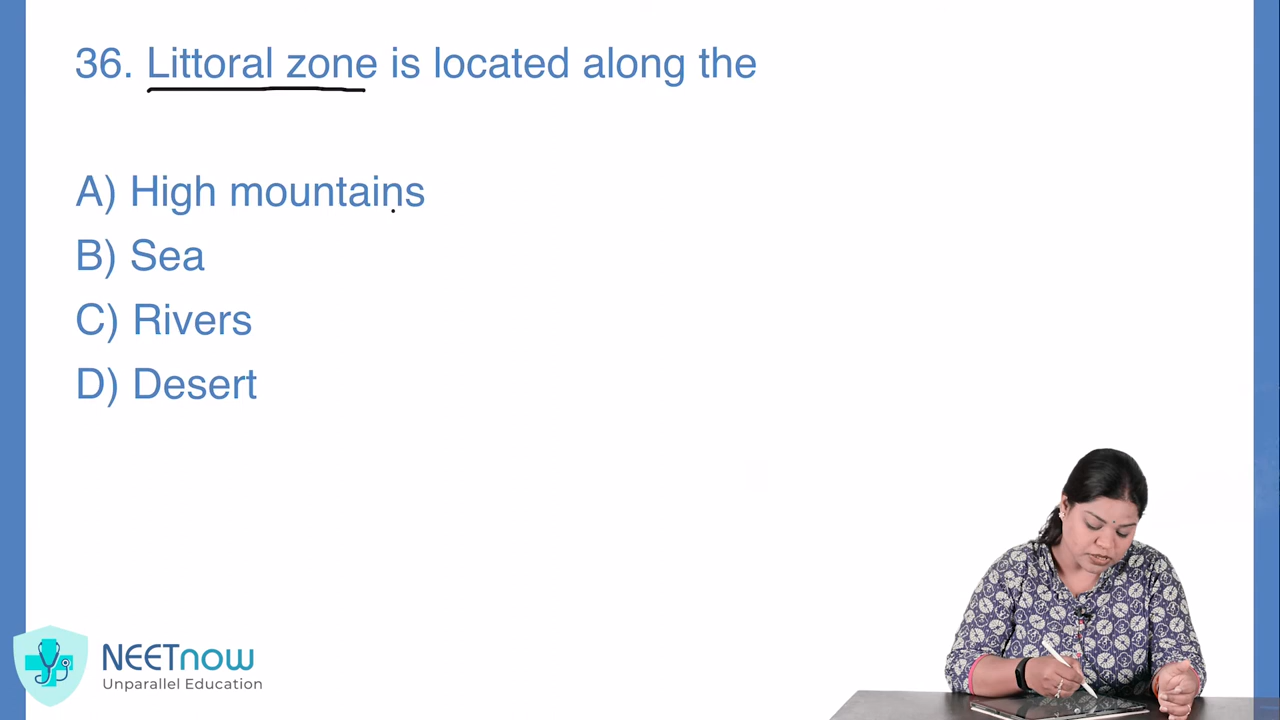 36. Littoral zone is located along the
A) High mountains
B) Sea
C) Rivers
D) Desert
NEETnow
Unparallel Education